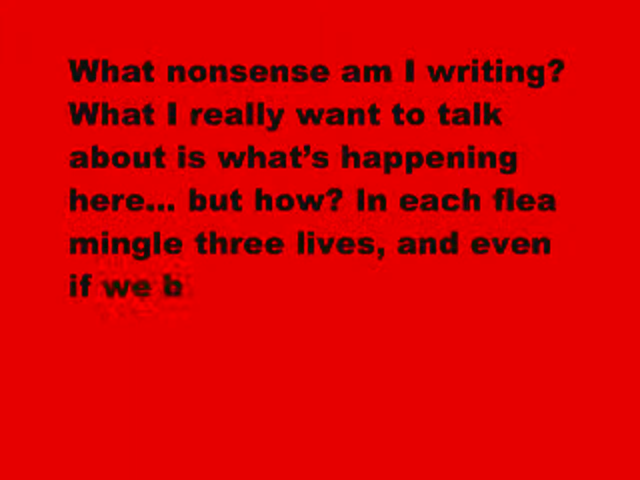 What nonsense am I writing?
What I really want to talk
about is what’s happening
here... but how? In each flea
mingle three lives, and even
if we b